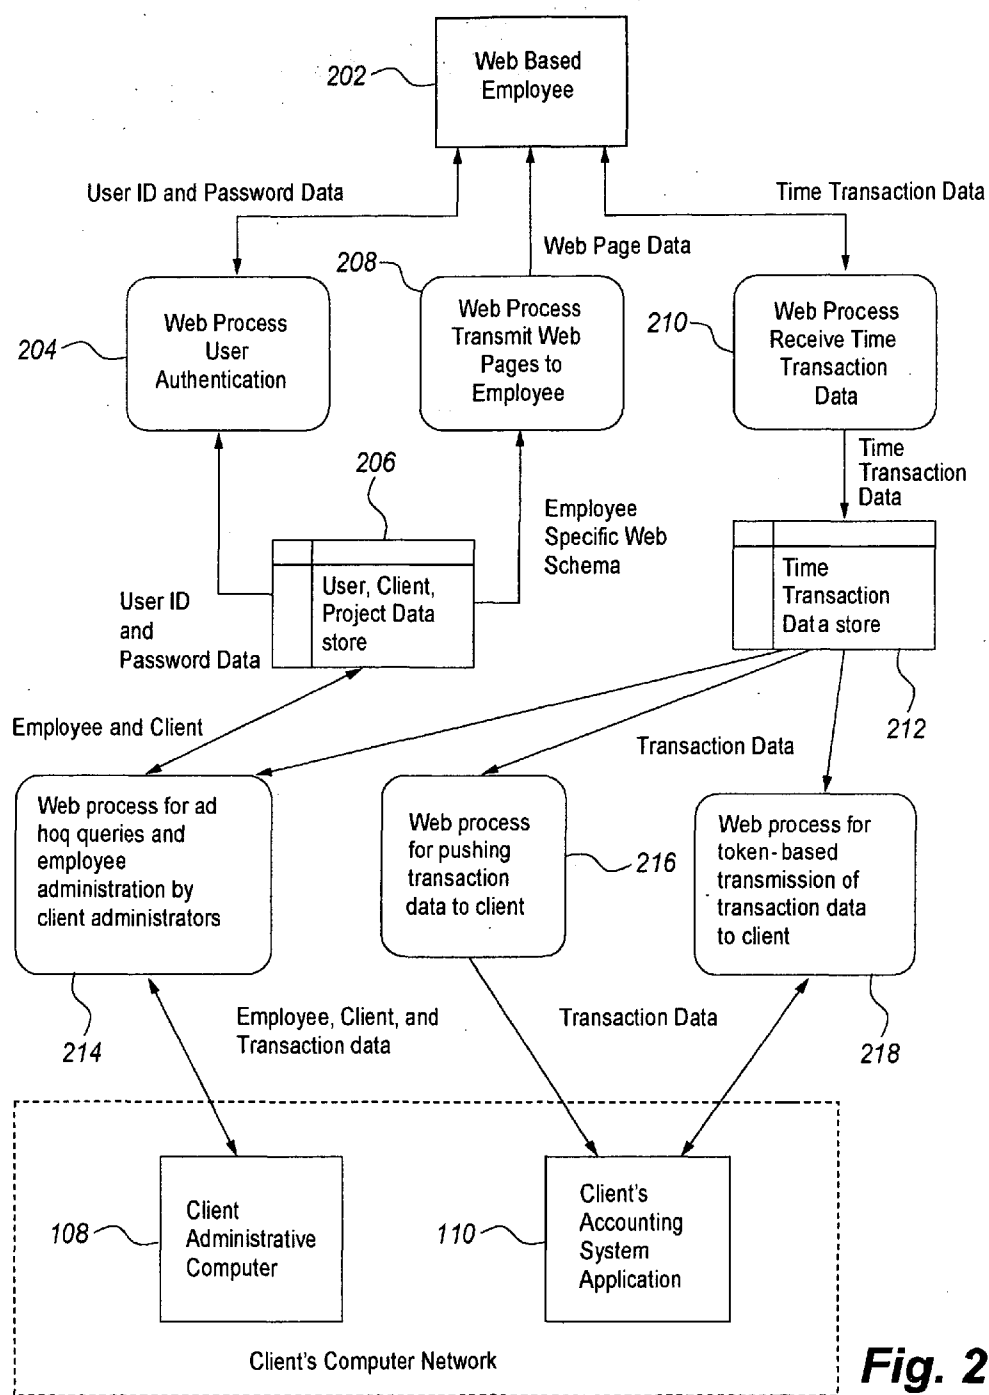 Web Based
Employee
202
User ID and Password Data
Time Transaction Data
Web Page Data
208
Web Process
User
Authentication
204
Web Process
Transmit Web
Pages to
Employee
Web Process
Receive Time
Transaction
Data
210
Time
Transaction
Data
206
Employee
Specific Web
Schema
User, Client,
Project Data
store
Time
Transaction
Data store
User ID
and
Password Data
212
Employee and Client
Transaction Data
Web process for ad
hoq queries and
employee
administration by
client administrators
214
Web process
for pushing
transaction
data to client
216
Web process for
token-based
transmission of
transaction data
to client
218
Employee, Client, and
Transaction data
Transaction Data
Client
Administrative
Computer
108
Client's
Accounting
System
Application
110
Client's Computer Network
Fig. 2